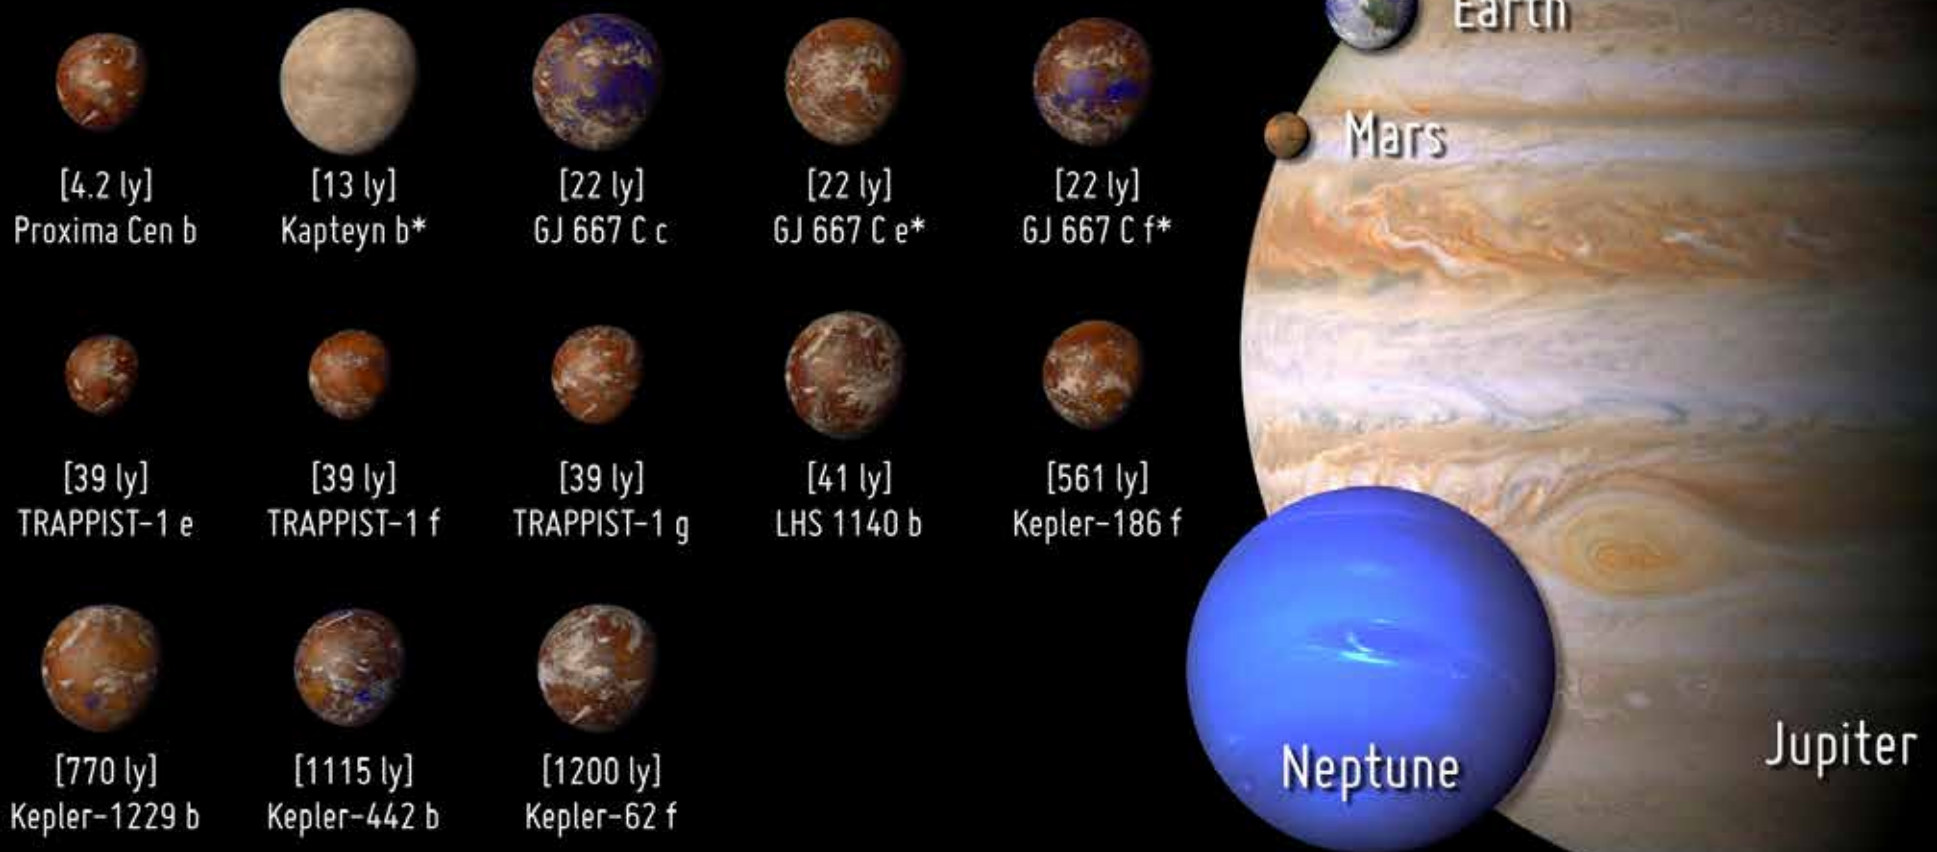 [4.2 ly]
Proxima Cen b
[13 ly]
Kapteyn b*
[22 ly]
GJ 667 C c
[22 ly]
GJ 667 C e*
[22 ly]
GJ 667 C f*
[39 ly]
TRAPPIST-1 e
[39 ly]
TRAPPIST-1 f
[39 ly]
TRAPPIST-1 g
[41 ly]
LHS 1140 b
[561 ly]
Kepler-186 f
[770 ly]
Kepler-1229 b
[1115 ly]
Kepler-442 b
[1200 ly]
Kepler-62 f
Earth
Mars
Neptune
Jupiter